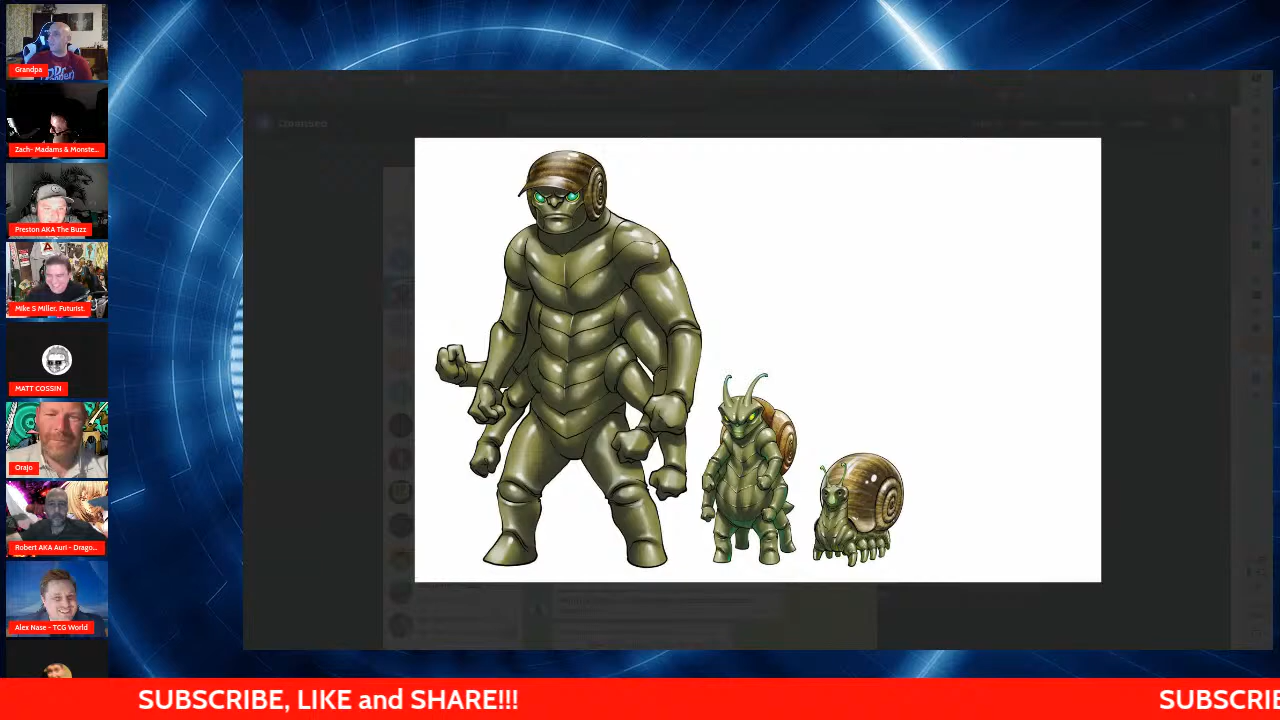 Grandpa
Zach- Madams & Monste...
Preston AKA The Buzz
Mike S Miller. Futurist.
MATT COSSIN
Orajo
Robert AKA Auri - Drago...
Alex Nase - TCG World
SUBSCRIBE, LIKE and SHARE!!! SUBSCRIBE